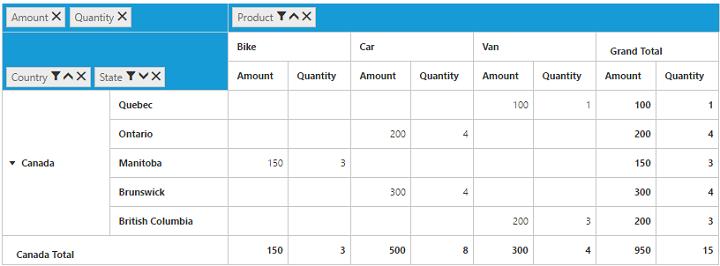 Amount Quantity Product
Bike Car Van Grand Total
Country State Amount Quantity Amount Quantity Amount Quantity Amount Quantity
Quebec 100 1 100 1
Ontario 200 4 200 4
Canada Manitoba 150 3 150 3
Brunswick 300 4 300 4
British Columbia 200 3 200 3
Canada Total 150 3 500 8 300 4 950 15